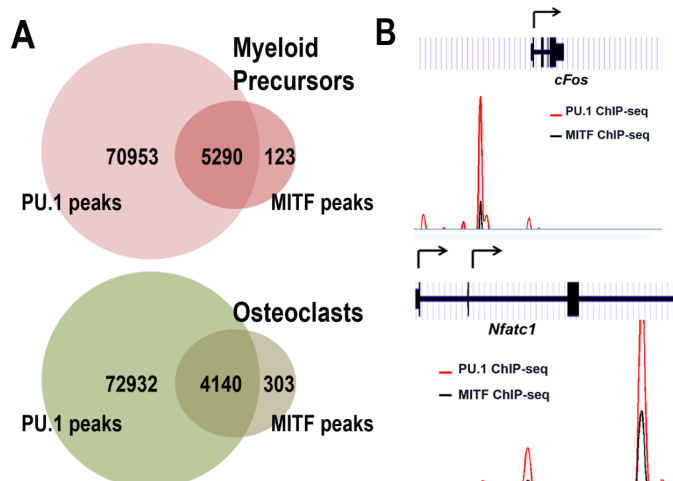 A
Myeloid
Precursors
70953
5290
123
PU.1 peaks
MITF peaks
Osteoclasts
72932
4140
303
PU.1 peaks
MITF peaks
B
cFos
PU.1 ChIP-seq
MITF ChIP-seq
Nfatc1
PU.1 ChIP-seq
MITF ChIP-seq